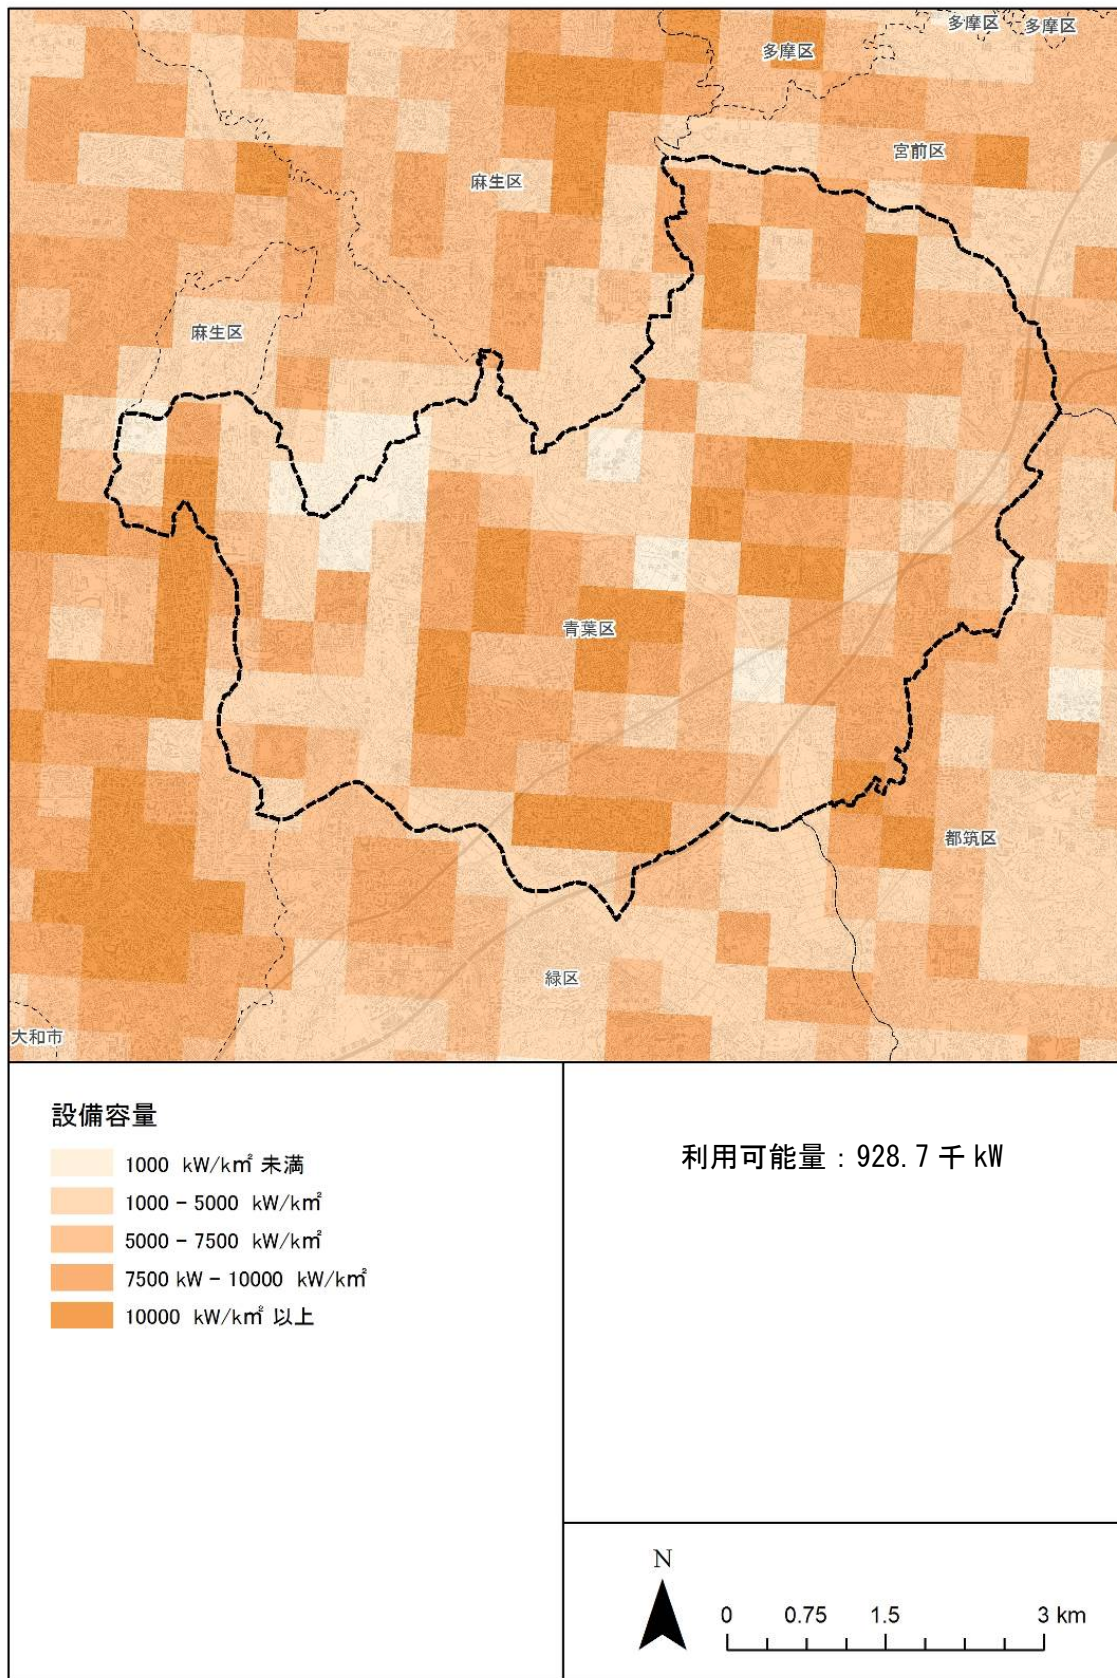 多摩区
多摩区
多摩区
宮前区
麻生区
麻生区
青葉区
都筑区
緑区
大和市
設備容量
1000 kW/k㎡ 未満
1000 - 5000 kW/k㎡
5000 - 7500 kW/k㎡
7500 kW - 10000 kW/k㎡
10000 kW/k㎡ 以上
利用可能量：928.7 千 kW
N
0 0.75 1.5 3 km